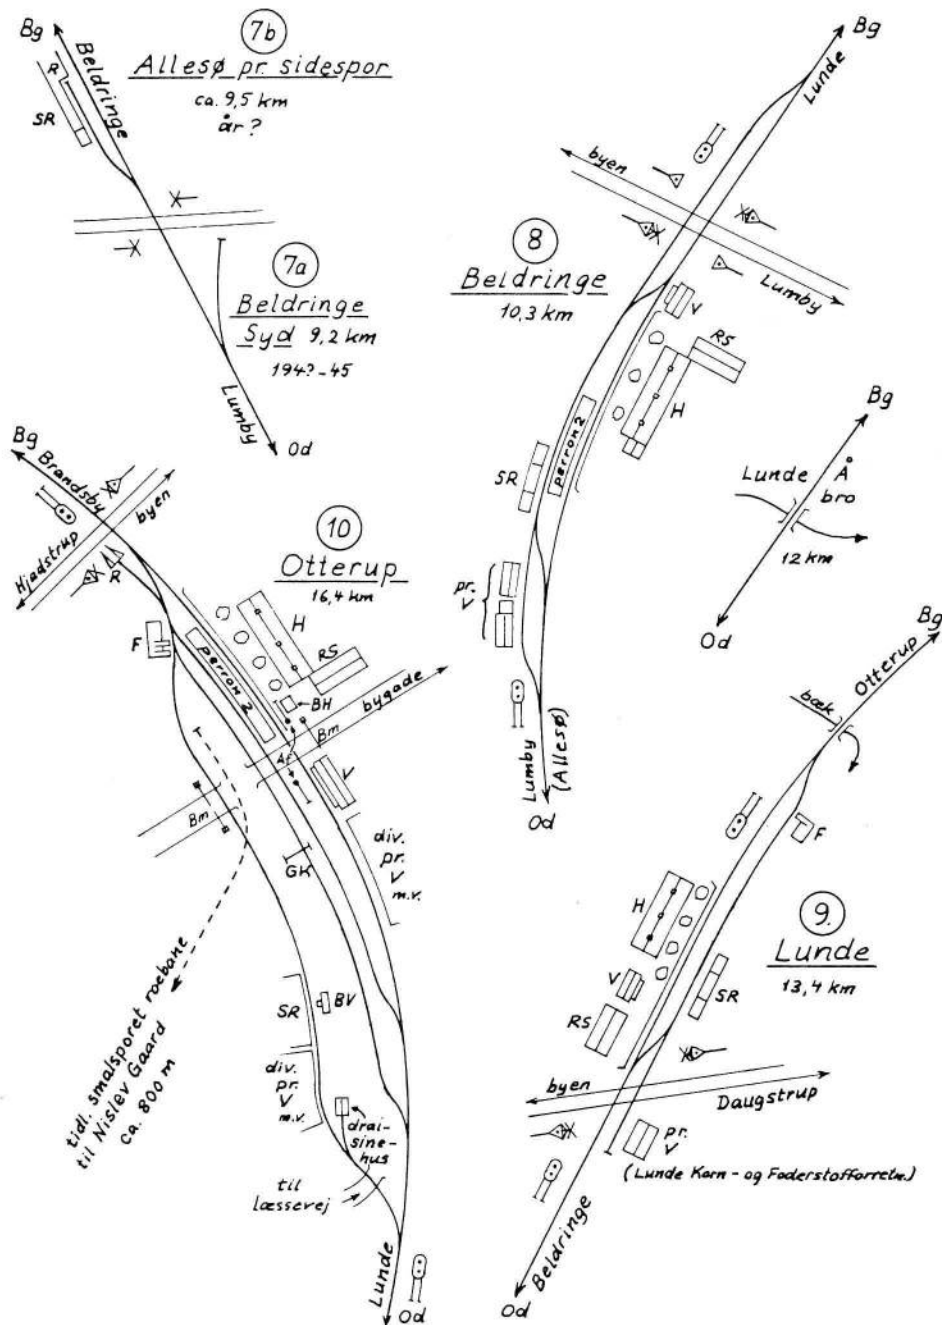 7b
Allesø pr. sidespor
ca. 9,5 km
år?
Bg
Beldringe
R
SR
7a
Beldringe
Syd 9,2 km
194?-45
Lumby
Od
8
Beldringe
10,3 km
Bg
Lunde
byen
Lumby
V
RS
H
perron 2
SR
pr.
V
Lumby
(Allesø)
Od
Bg
Lunde
Å
bro
12 km
Od
10
Otterup
16,4 km
Bg
Brandsby
byen
Hjadstrup
R
F
H
RS
perron 2
BH
bygade
Bm
Af
V
Bm
div.
pr.
V
m.v.
GK
tidl. smalsporet roebane
til Nislev Gaard
ca. 800 m
SR
BV
div.
pr.
V
m.v.
drai-
sine-
hus
til
læssevej
Lunde
Od
9.
Lunde
13,4 km
Bg
Otterup
bæk
F
H
V
RS
SR
byen
Daugstrup
pr.
V
(Lunde Korn- og Foderstofforretn.)
Beldringe
Od